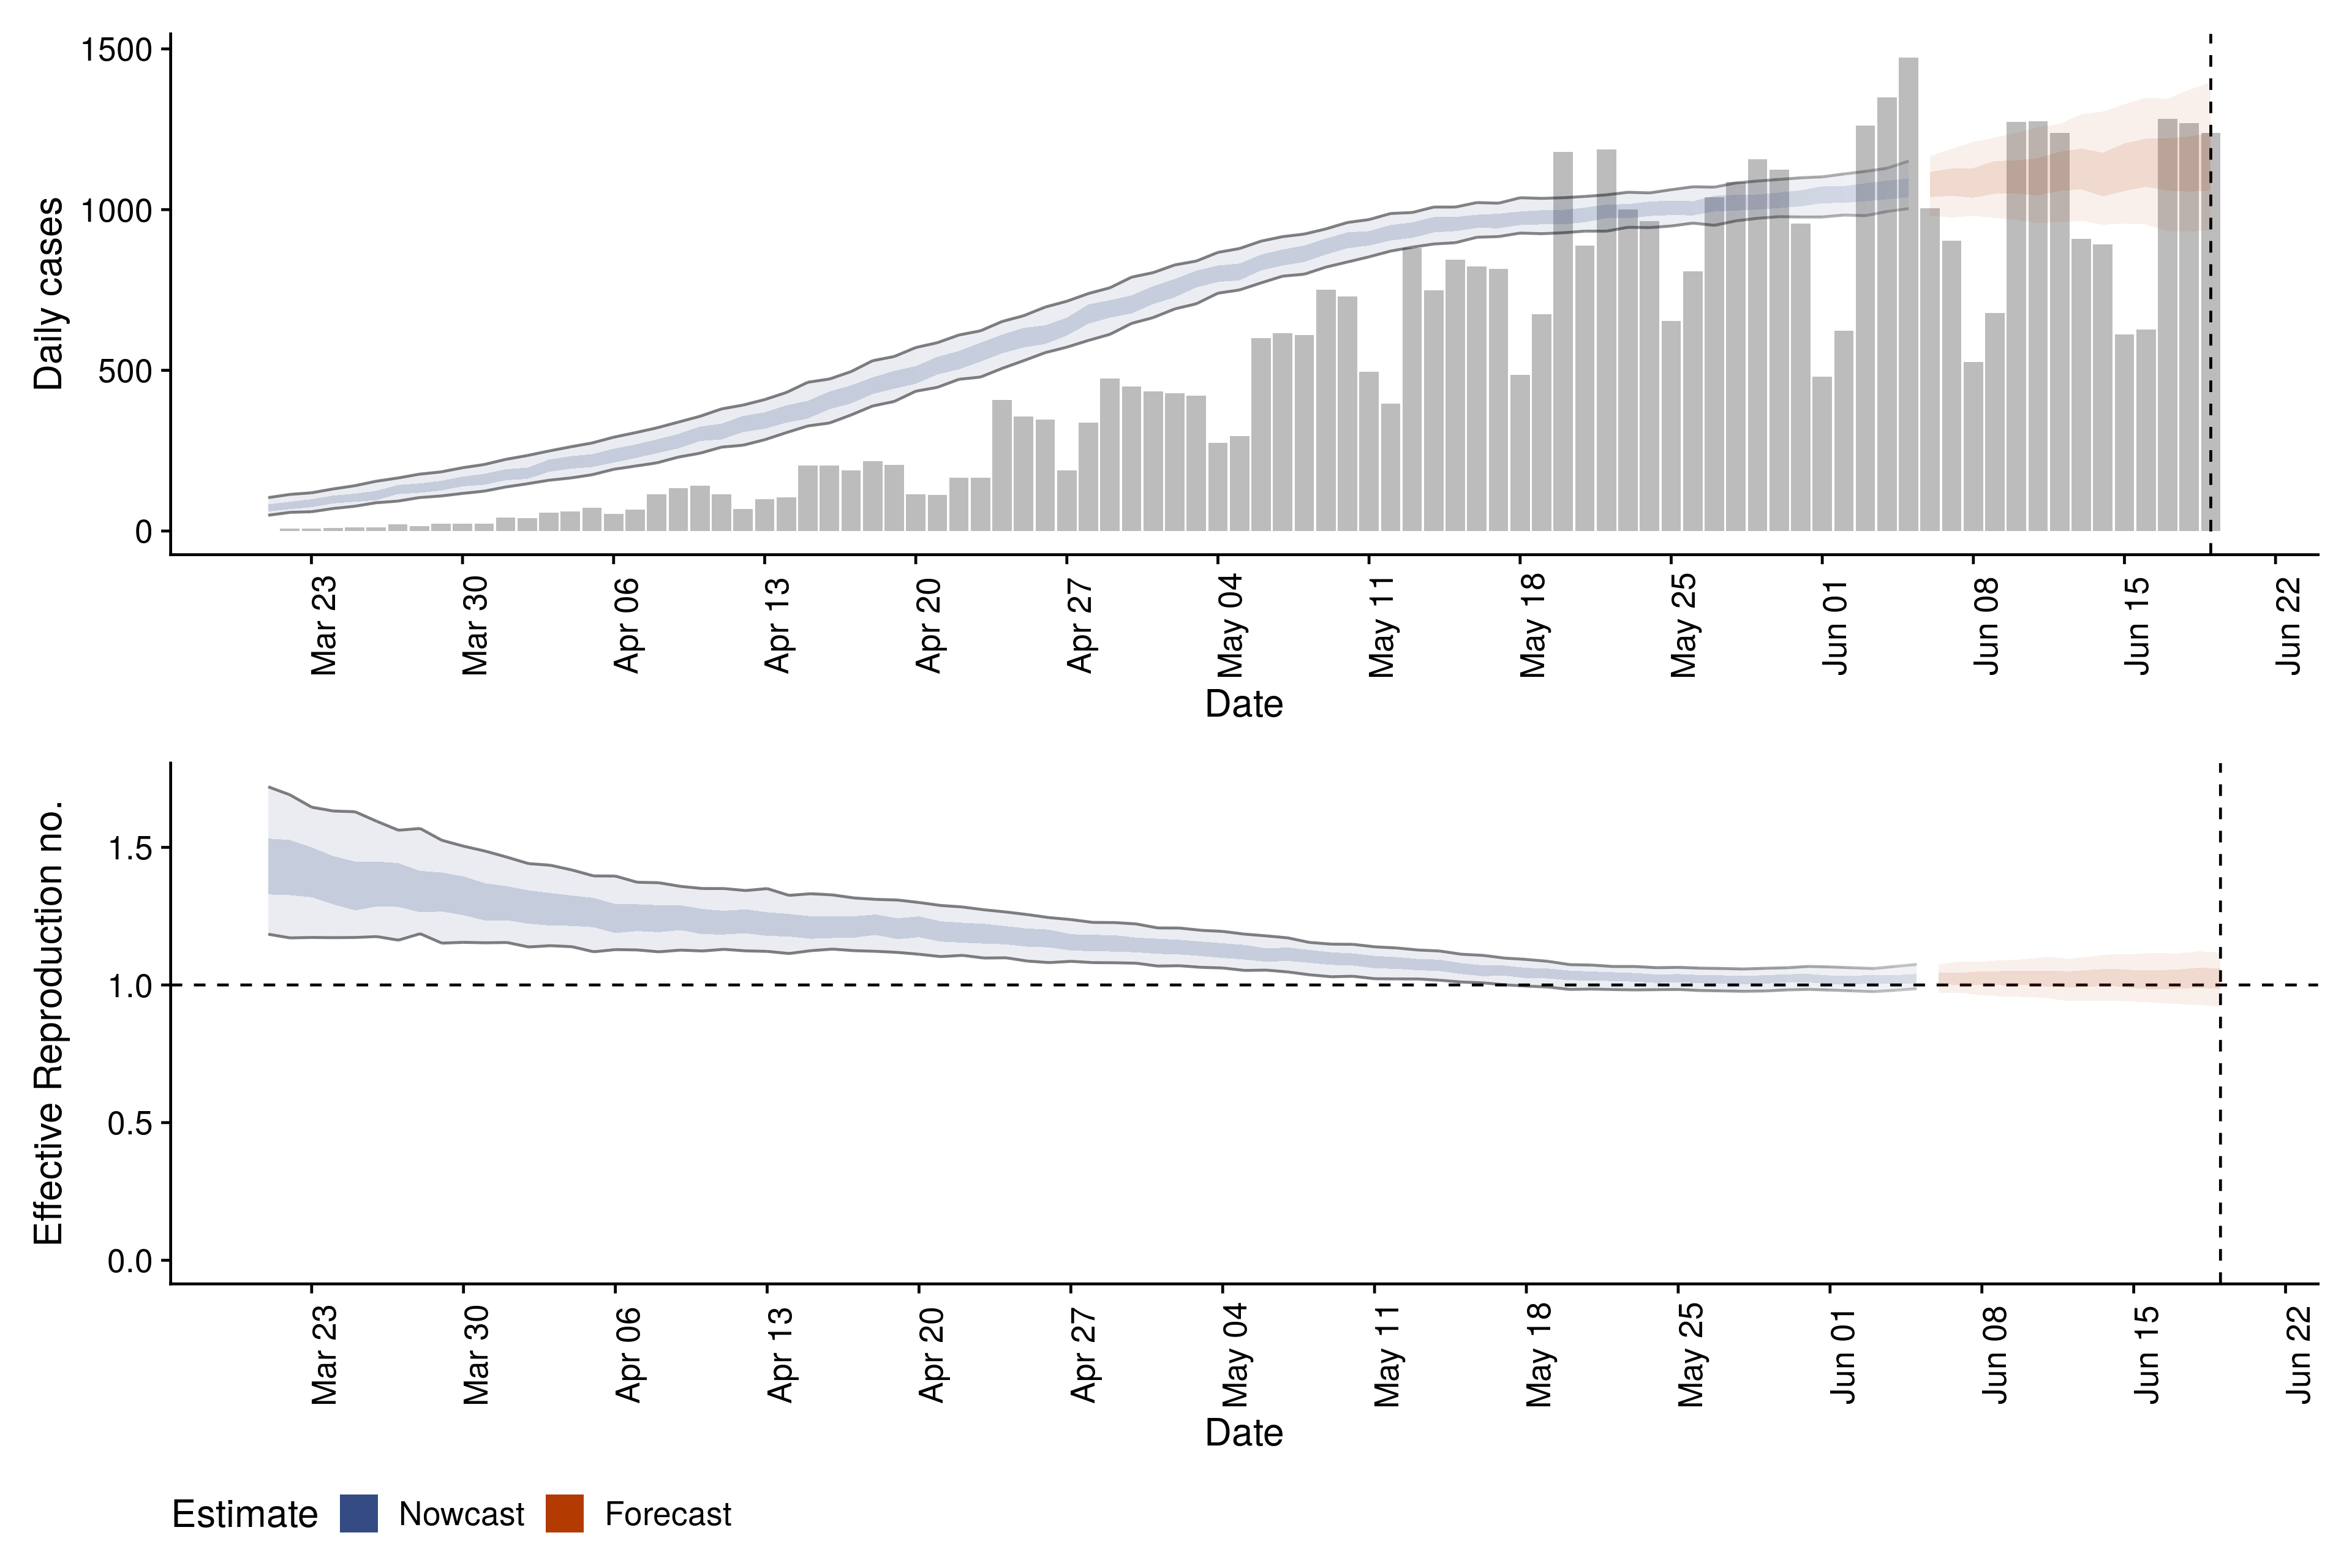 Daily cases
1500
1000
500
0
Mar 23
Mar 30
Apr 06
Apr 13
Apr 20
Apr 27
May 04
May 11
May 18
May 25
Jun 01
Jun 08
Jun 15
Jun 22
Date
Effective Reproduction no.
1.5
1.0
0.5
0.0
Mar 23
Mar 30
Apr 06
Apr 13
Apr 20
Apr 27
May 04
May 11
May 18
May 25
Jun 01
Jun 08
Jun 15
Jun 22
Date
Estimate Nowcast Forecast